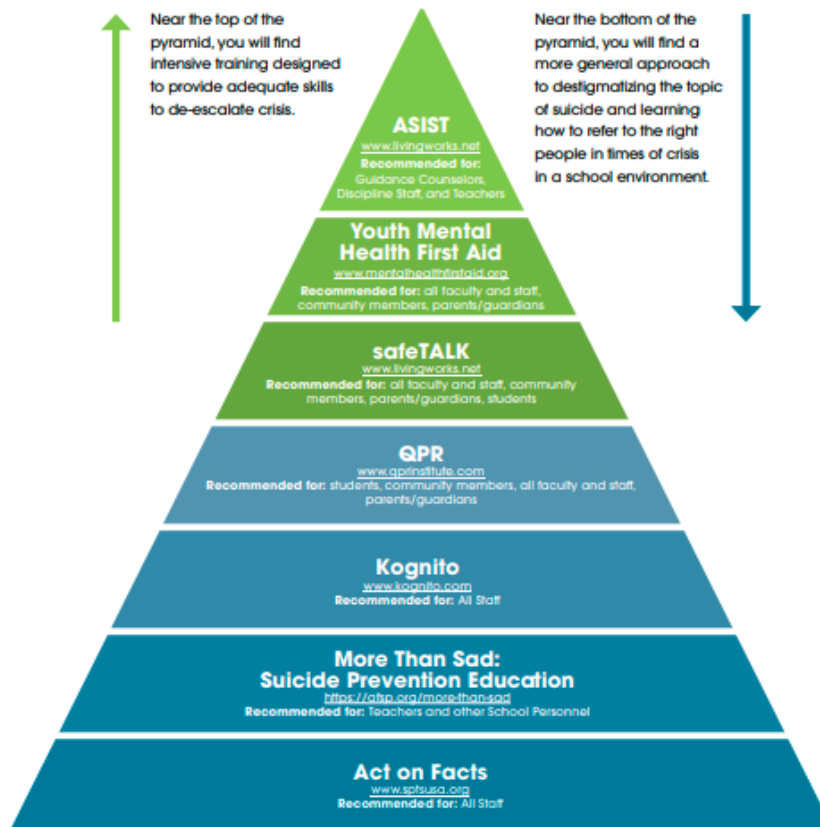 Near the top of the
pyramid, you will find
intensive training designed
to provide adequate skills
to de-escalate crisis.
Near the bottom of the
pyramid, you will find a
more general approach
to destigmatizing the topic
of suicide and learning
how to refer to the right
people in times of crisis
in a school environment.
ASIST
www.livingworks.net
Recommended for:
Guidance Counselors,
Discipline Staff, and Teachers
Youth Mental
Health First Aid
www.mentalhealthfirstaid.org
Recommended for: all faculty and staff,
community members, parents/guardians
safeTALK
www.livingworks.net
Recommended for: all faculty and staff, community
members, parents/guardians, students
QPR
www.qprinstitute.com
Recommended for: students, community members, all faculty and staff,
parents/guardians
Kognito
www.kognito.com
Recommended for: All Staff
More Than Sad:
Suicide Prevention Education
https://afsp.org/more-than-sad
Recommended for: Teachers and other School Personnel
Act on Facts
www.sptsusa.org
Recommended for: All Staff